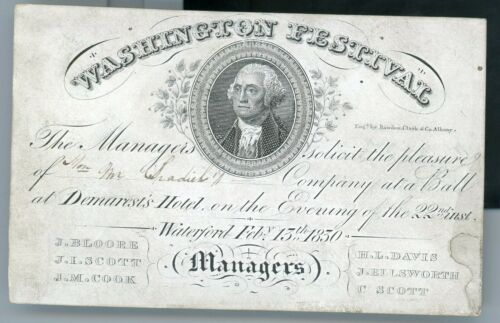 WASHINGTON FESTIVAL
Eng.d by Rawdon, Clark & Co. Albany.
The Managers Solicit the pleasure
of Company at a Ball
at Demarest's Hotel, on the Evening of the 22nd inst.
Waterford Feby. 13th 1830
J. BLOORE
J. I. SCOTT
J. M. COOK
(Managers)
H. L. DAVIS
J. ELLSWORTH
C SCOTT